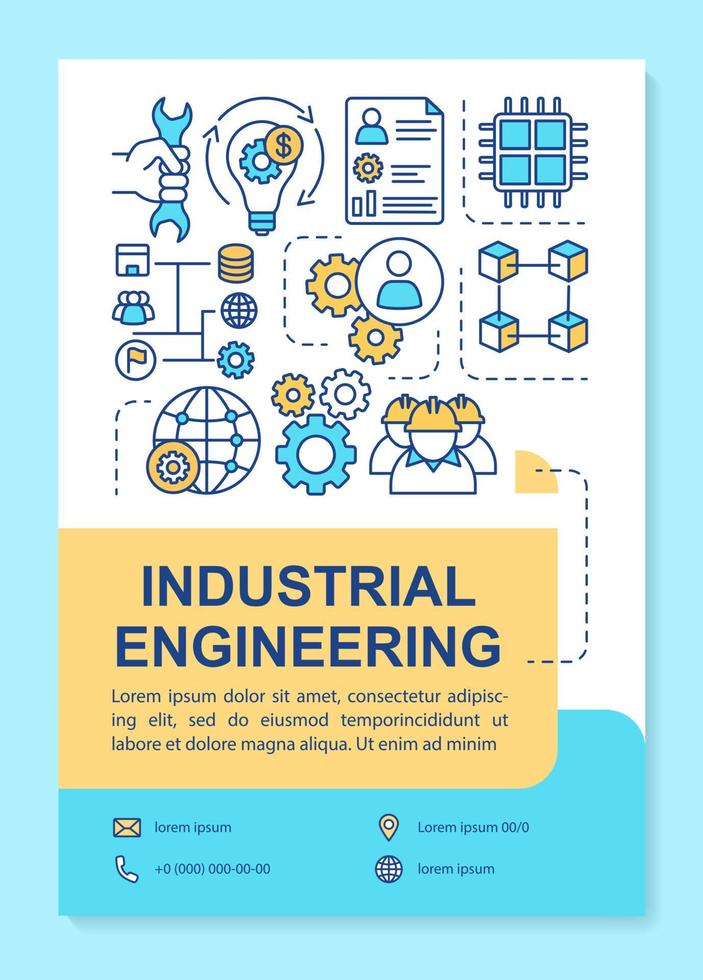 $
INDUSTRIAL
ENGINEERING
Lorem ipsum dolor sit amet, consectetur adipisc-
ing elit, sed do eiusmod temporincididunt ut
labore et dolore magna aliqua. Ut enim ad minim
lorem ipsum
Lorem ipsum 00/0
+0 (000) 000-00-00
lorem ipsum